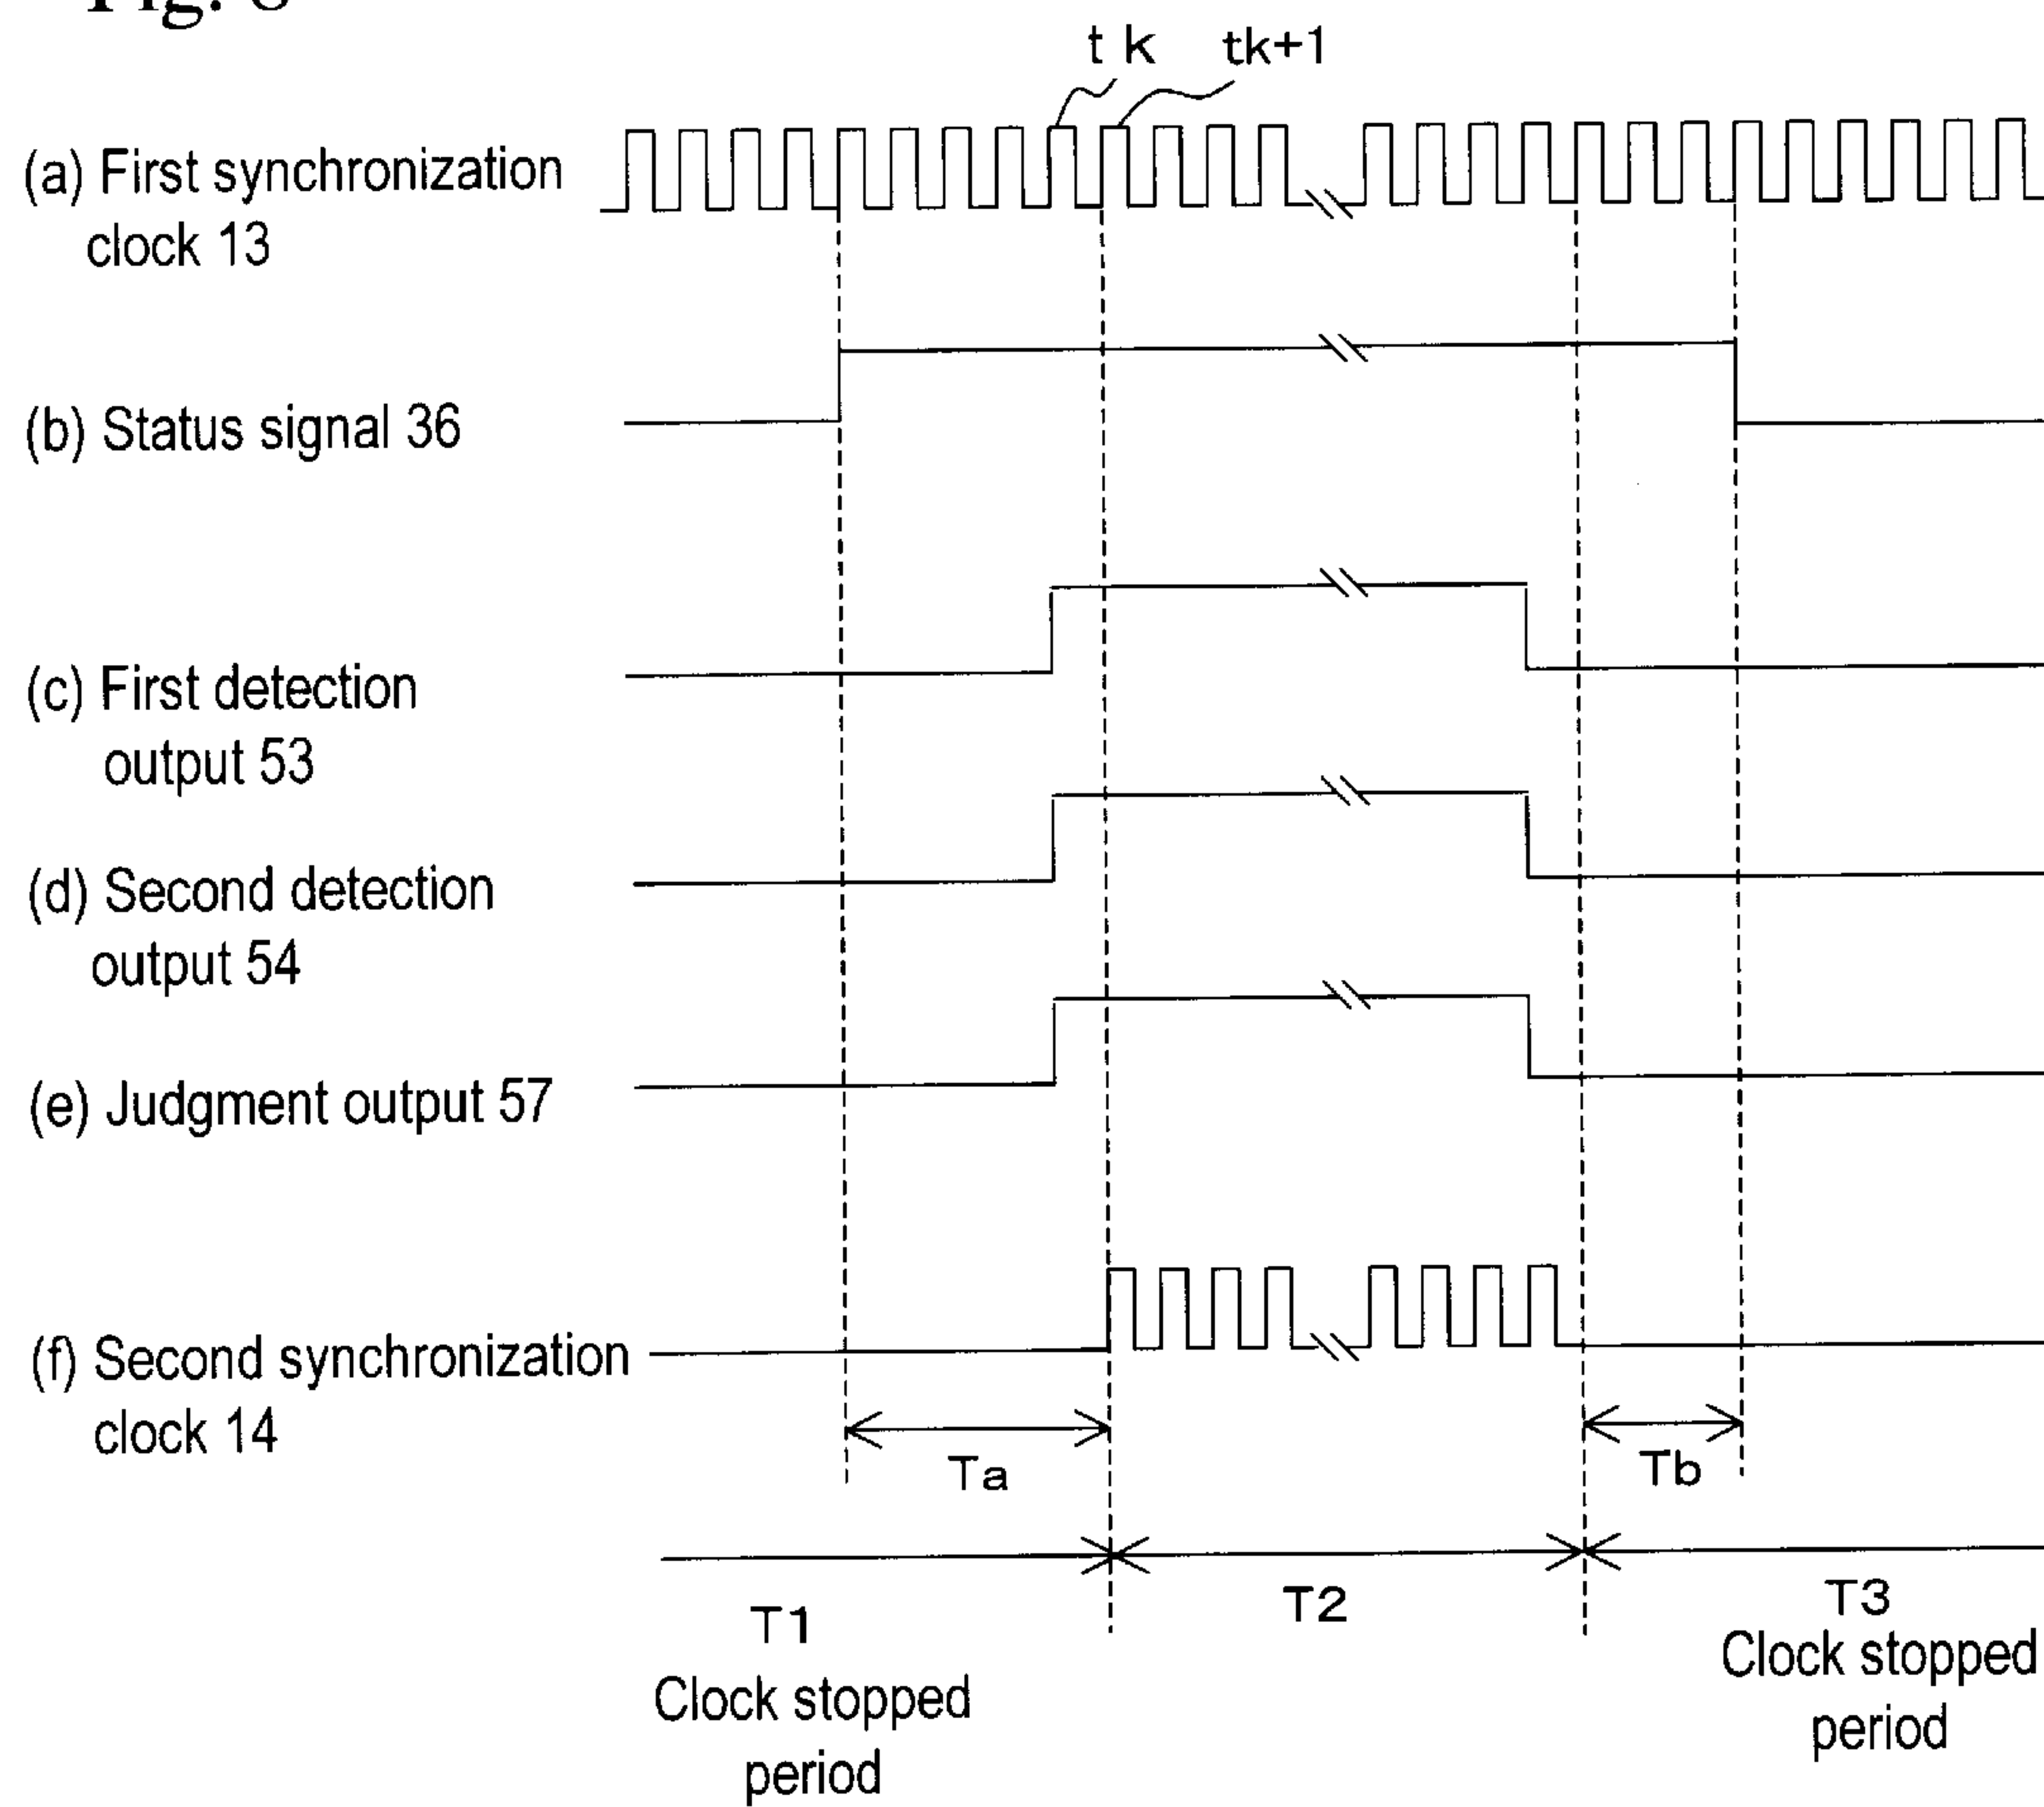 t k tk+1
(a) First synchronization
clock 13
(b) Status signal 36
(c) First detection
output 53
(d) Second detection
output 54
(e) Judgment output 57
(f) Second synchronization
clock 14
Ta
Tb
T1
Clock stopped
period
T2
T3
Clock stopped
period